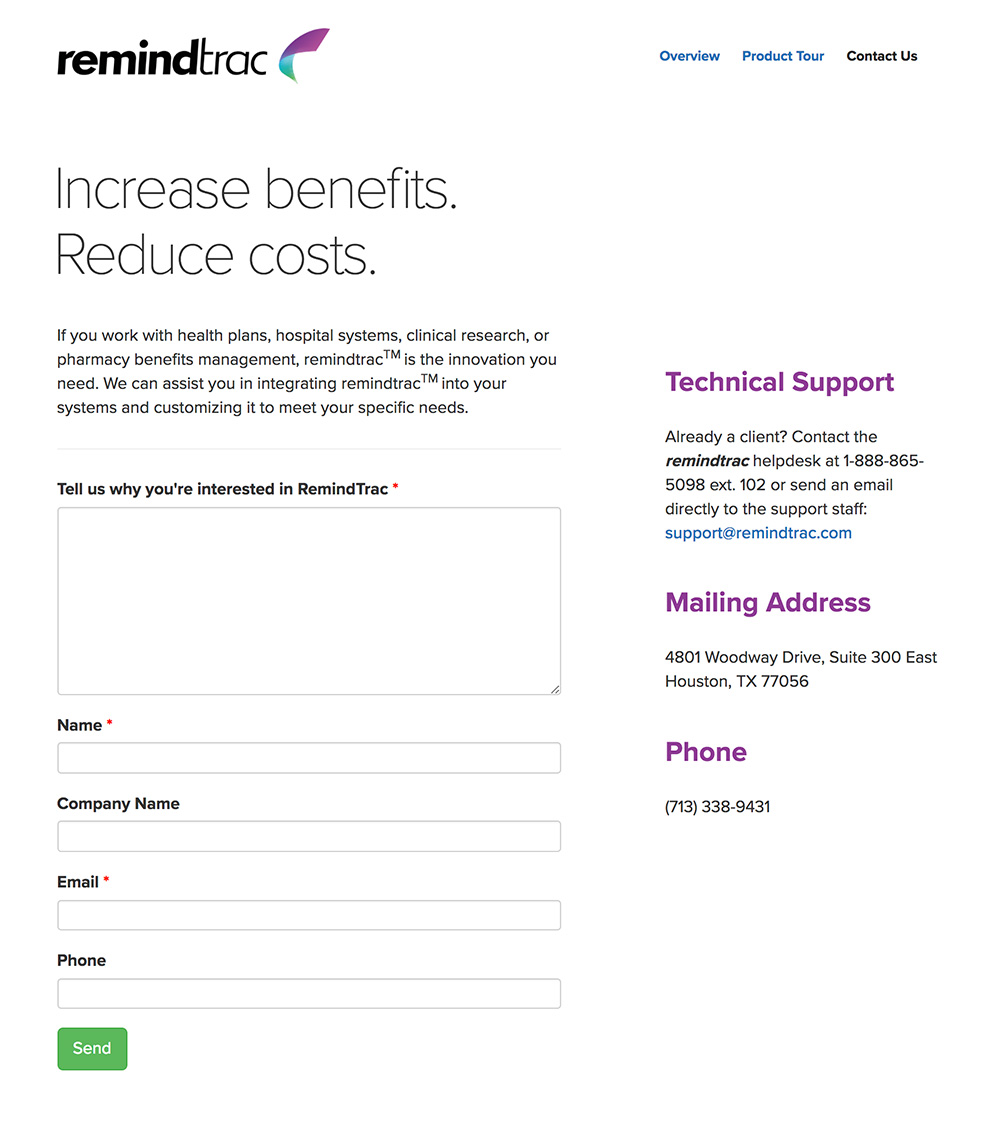 remindtrac
Overview
Product Tour
Contact Us
Increase benefits.
Reduce costs.
If you work with health plans, hospital systems, clinical research, or
pharmacy benefits management, remindtracTM is the innovation you
need. We can assist you in integrating remindtracTM into your
systems and customizing it to meet your specific needs.
Tell us why you're interested in RemindTrac *
Name *
Company Name
Email *
Phone
Send
Technical Support
Already a client? Contact the
remindtrac helpdesk at 1-888-865-
5098 ext. 102 or send an email
directly to the support staff:
support@remindtrac.com
Mailing Address
4801 Woodway Drive, Suite 300 East
Houston, TX 77056
Phone
(713) 338-9431